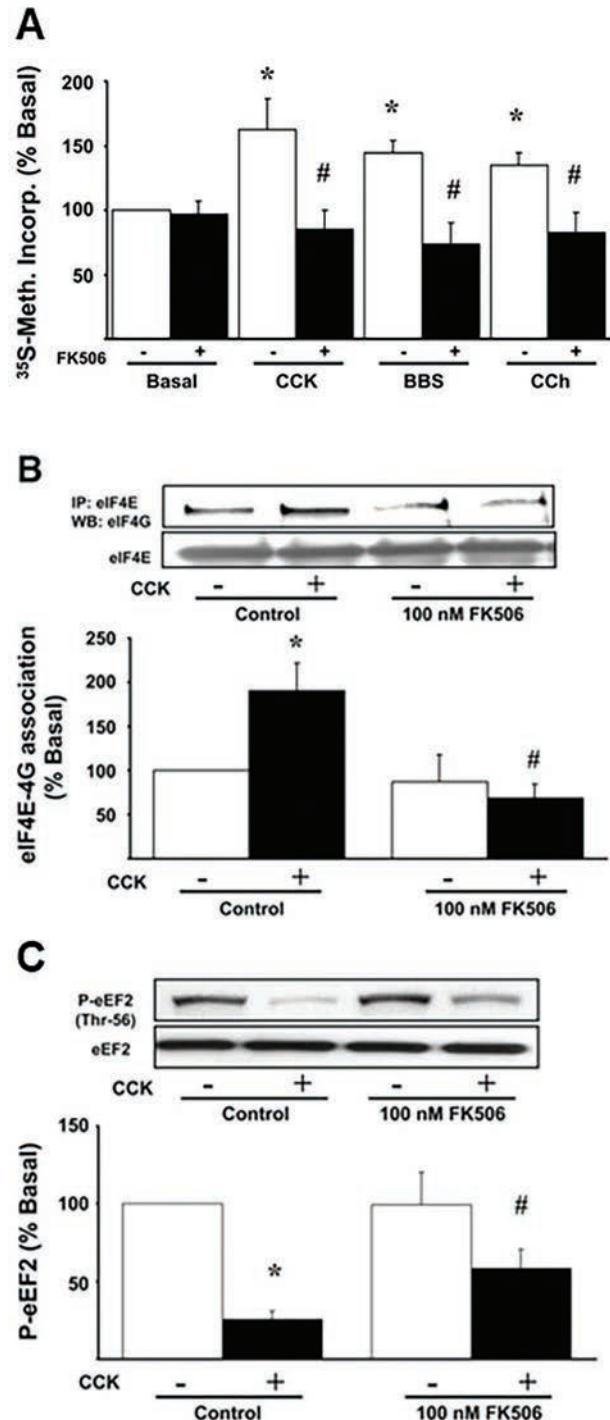 A
³⁵S-Meth. Incorp. (% Basal)
200
150
100
50
* * *
# # #
FK506 - + - + - + - +
Basal CCK BBS CCh
B
IP: eIF4E
WB: eIF4G
eIF4E
CCK - + - +
Control 100 nM FK506
eIF4E-4G association
(% Basal)
250
200
150
100
50
*
#
CCK - + - +
Control 100 nM FK506
C
P-eEF2
(Thr-56)
eEF2
CCK - + - +
Control 100 nM FK506
P-eEF2 (% Basal)
150
100
50
*
#
CCK - + - +
Control 100 nM FK506